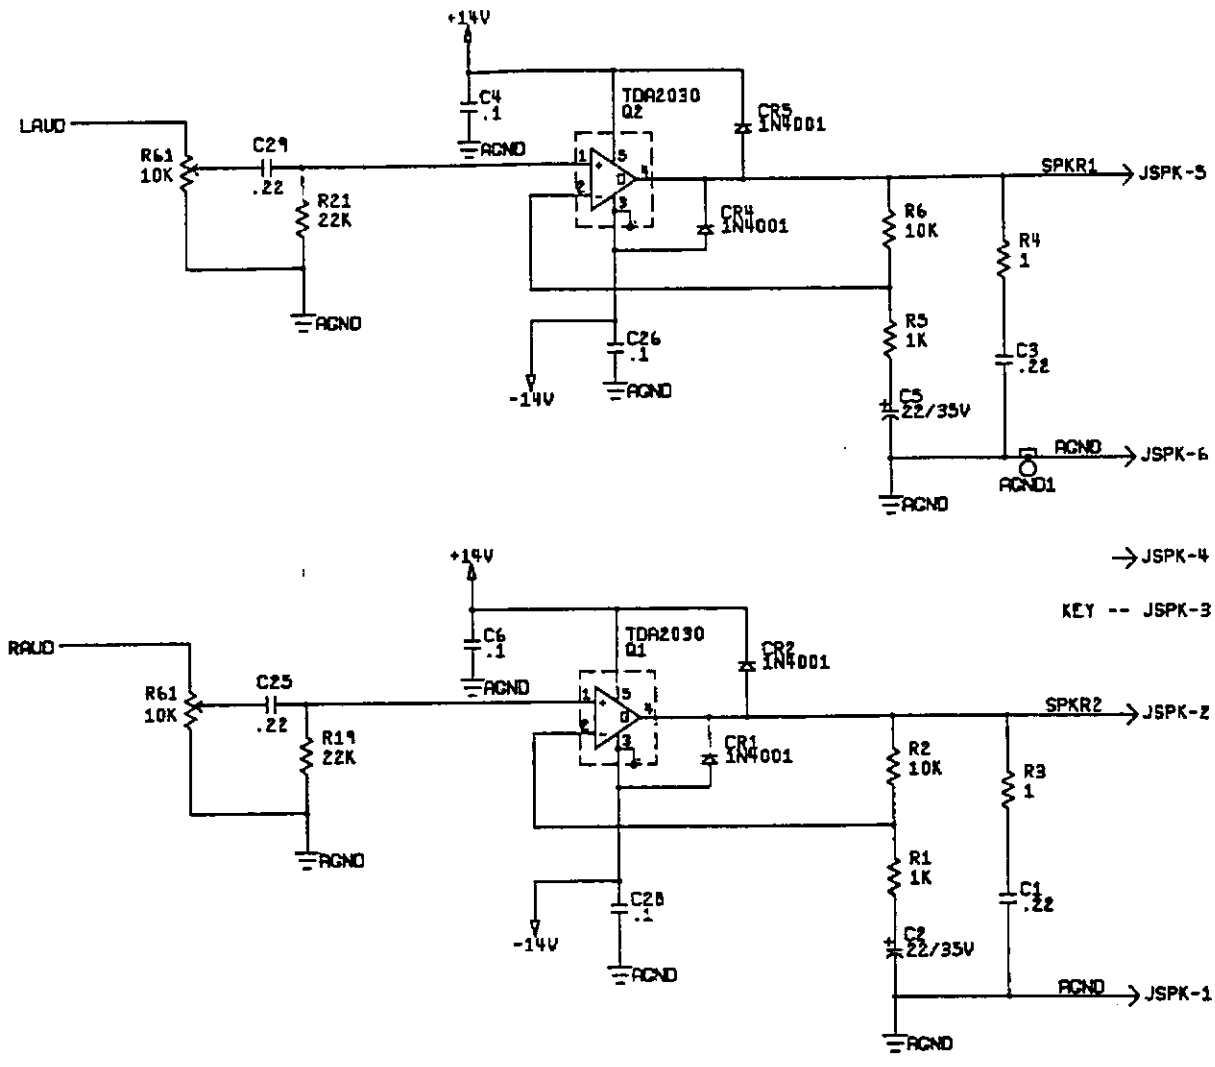 +14V
C4
.1
AGND
TDA2030
Q2
CR5
1N4001
LAUD
R61
10K
C29
.22
R21
22K
AGND
1
+
5
4
2
-
3
d
CR4
1N4001
SPKR1
JSPK-5
R6
10K
R4
1
R5
1K
C3
.22
C26
.1
AGND
-14V
C5
+
22/35V
AGND
JSPK-6
AGND1
AGND
JSPK-4
KEY -- JSPK-3
+14V
C6
.1
AGND
TDA2030
Q1
CR2
1N4001
RAUD
R61
10K
C25
.22
R19
22K
AGND
1
+
5
4
2
-
3
d
CR1
1N4001
SPKR2
JSPK-2
R2
10K
R3
1
R1
1K
C1
.22
C28
.1
AGND
-14V
C2
+
22/35V
AGND
JSPK-1
AGND